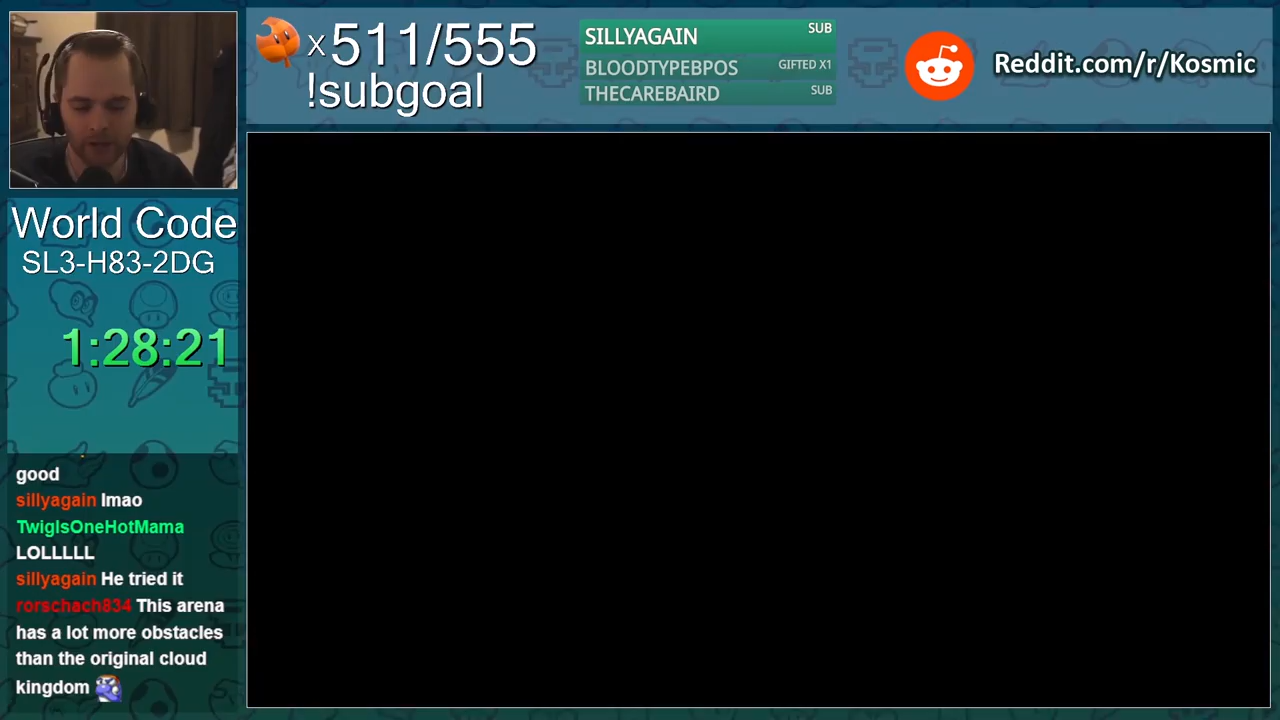 x511/555
!subgoal
SILLYAGAIN SUB
BLOODTYPEBPOS GIFTED X1
THECAREBAIRD SUB
Reddit.com/r/Kosmic
World Code
SL3-H83-2DG
1:28:21
good
sillyagain lmao
TwigIsOneHotMama
LOLLLLL
sillyagain He tried it
rorschach834 This arena
has a lot more obstacles
than the original cloud
kingdom